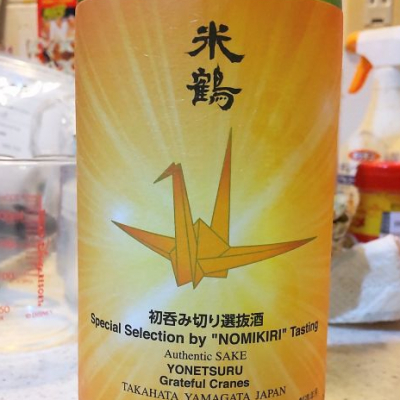 米鶴
初呑み切り選抜酒
Special Selection by "NOMIKIRI" Tasting
Authentic SAKE
YONETSURU
Grateful Cranes
TAKAHATA YAMAGATA JAPAN